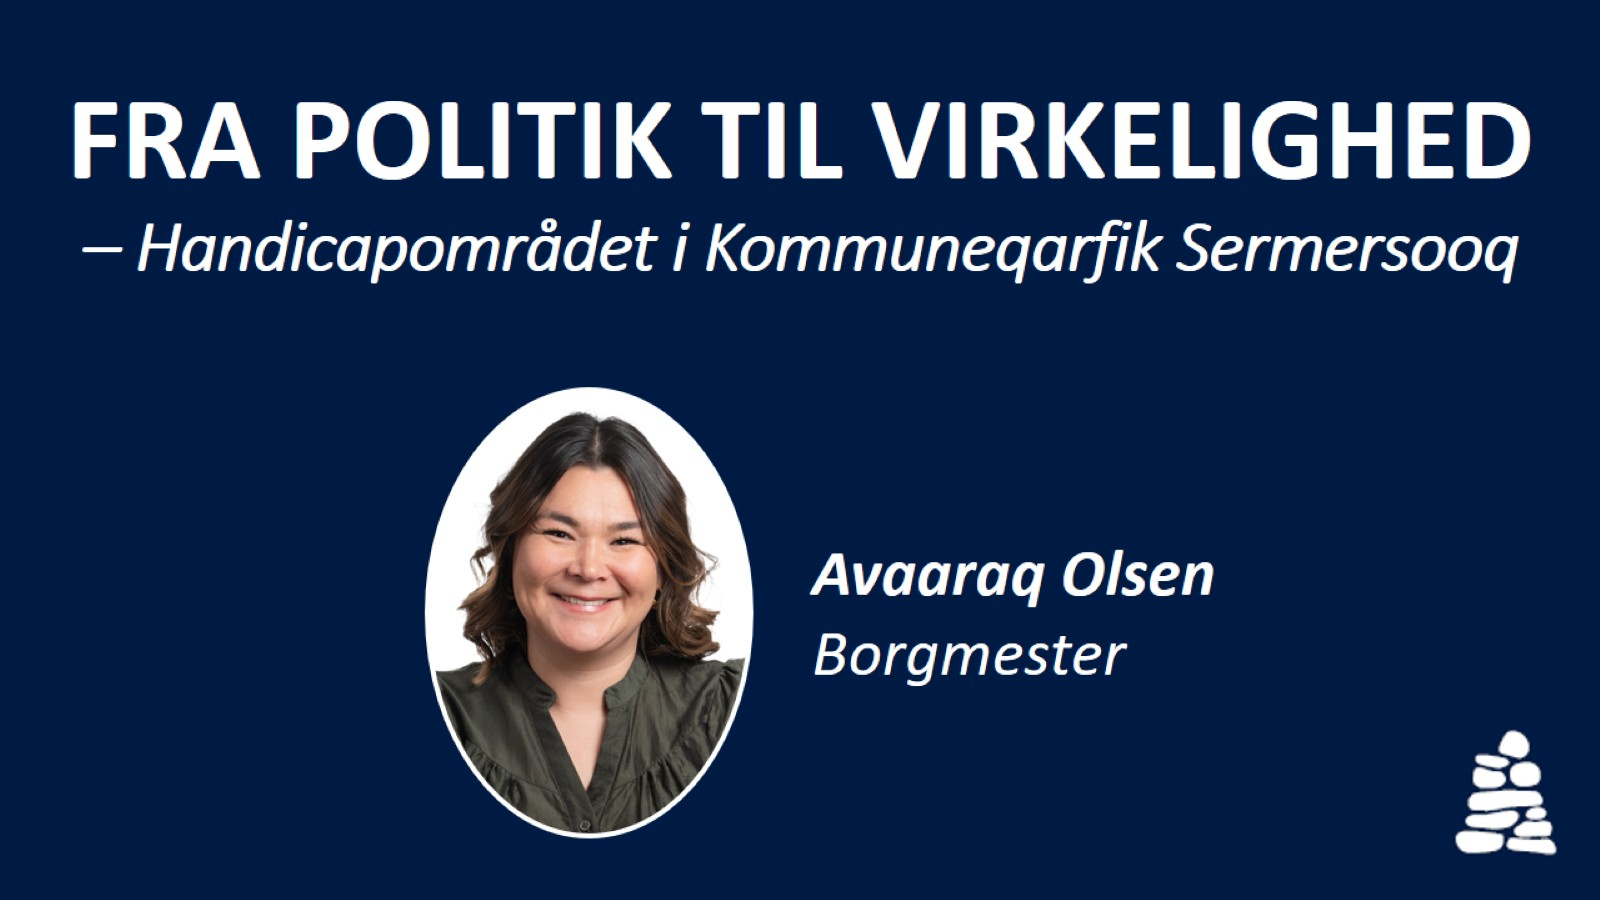 FRA POLITIK TIL VIRKELIGHED
– Handicapområdet i Kommuneqarfik Sermersooq
Avaaraq Olsen
Borgmester